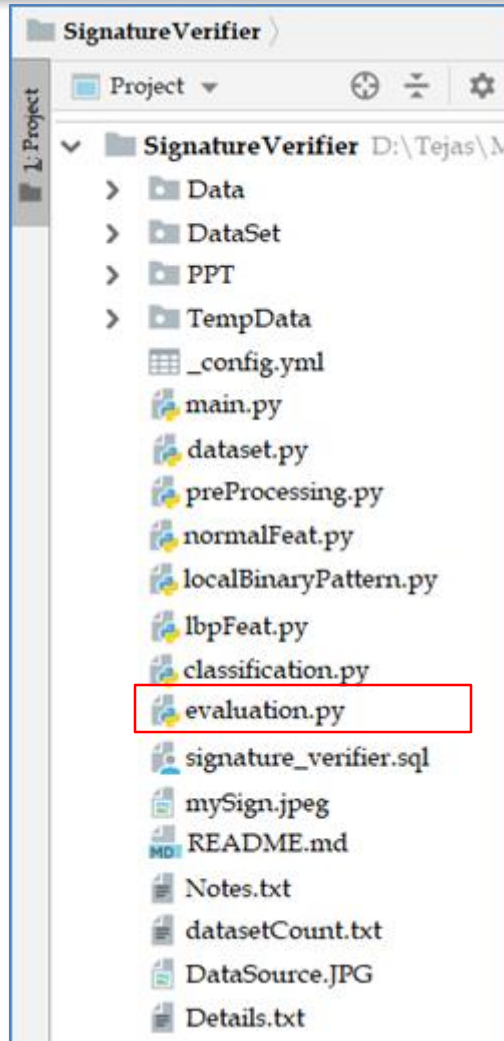 SignatureVerifier
1: Project
Project
SignatureVerifier D:\Tejas\M
Data
DataSet
PPT
TempData
_config.yml
main.py
dataset.py
preProcessing.py
normalFeat.py
localBinaryPattern.py
lbpFeat.py
classification.py
evaluation.py
signature_verifier.sql
mySign.jpeg
MD README.md
Notes.txt
datasetCount.txt
DataSource.JPG
Details.txt